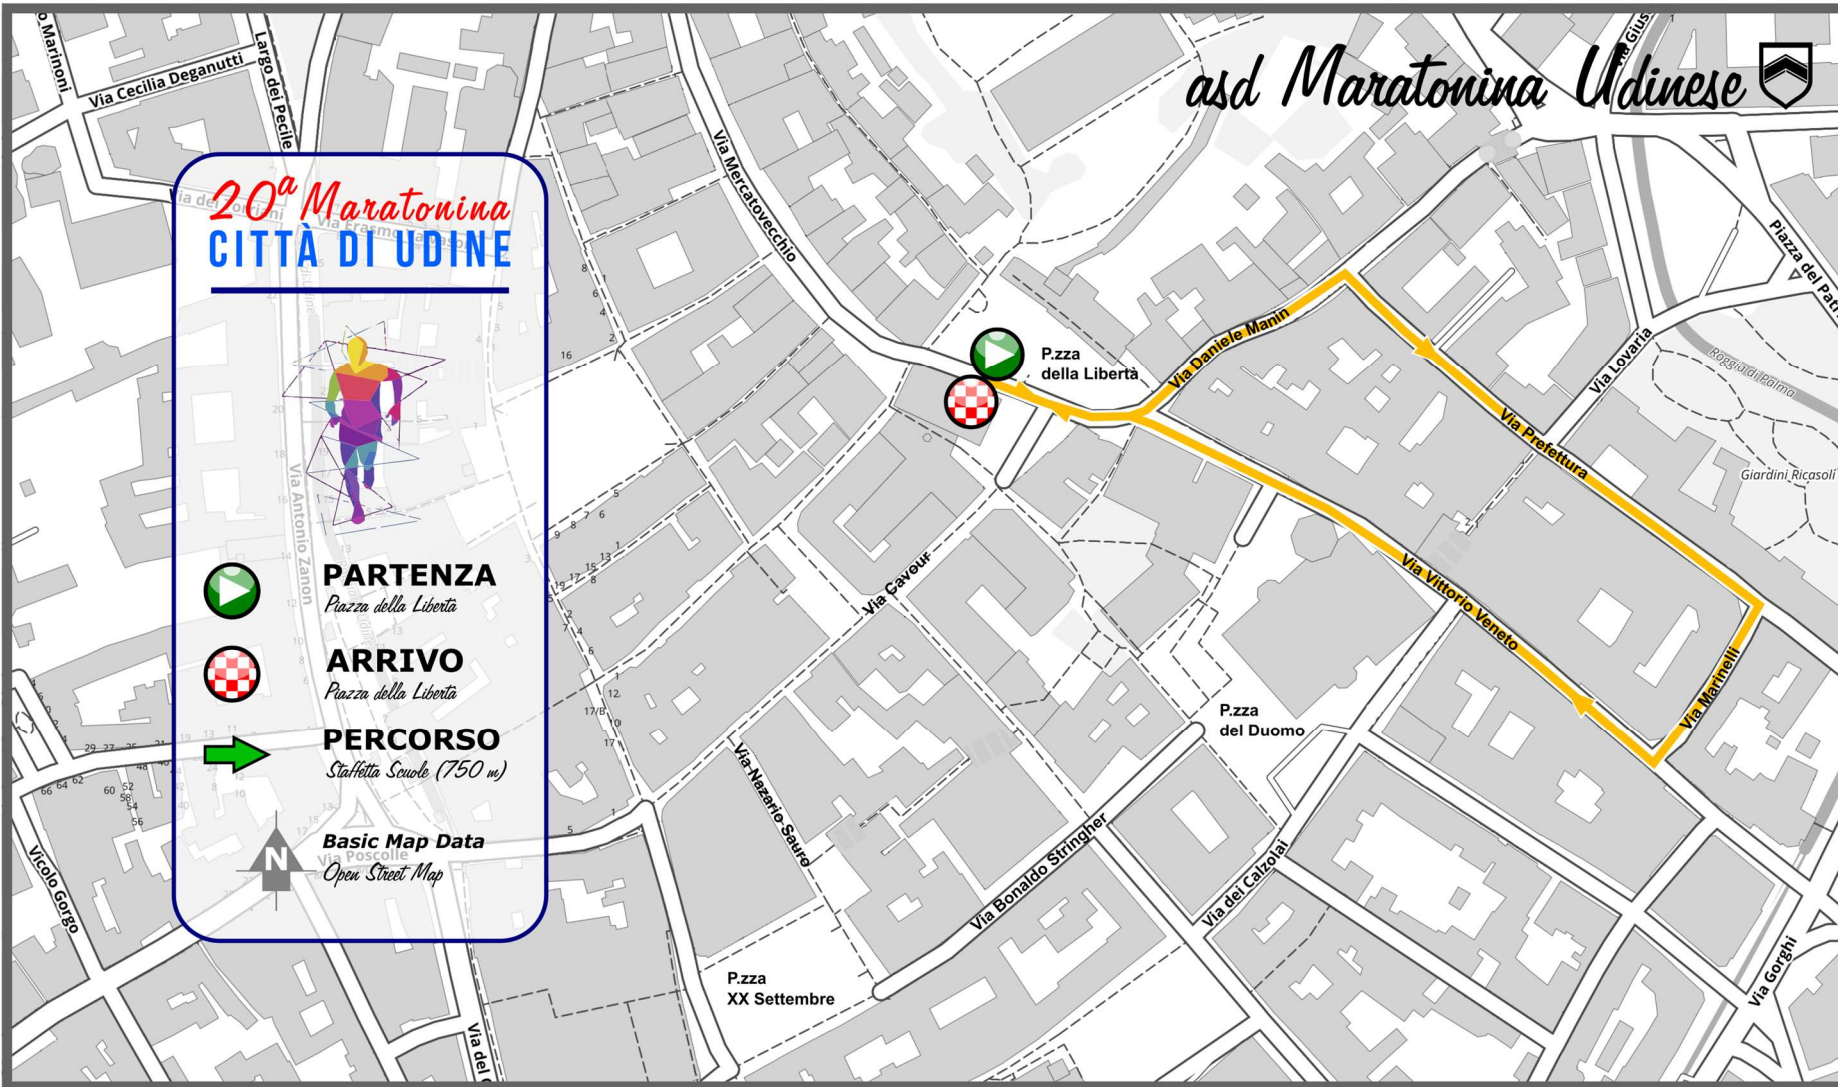 asd Maratonina Udinese
20ª Maratonina
CITTÀ DI UDINE
PARTENZA
Piazza della Libertà
ARRIVO
Piazza della Libertà
PERCORSO
Staffetta Scuole (750 m)
N
Basic Map Data
Open Street Map
Via Cecilia Deganutti
Largo dei Pecile
Via Antonio Zanon
Via Poscolle
Vicolo Gorgo
Via Mercatovecchio
P.zza
della Libertà
Via Daniele Manin
Via Prefettura
Via Lovaria
Roggia di Palma
Giardini Ricasoli
Via Vittorio Veneto
Via Marinelli
Via Cavour
P.zza
del Duomo
Via Nazario Sauro
Via Bonaldo Stringher
Via dei Calzolai
Via Gorghi
P.zza
XX Settembre